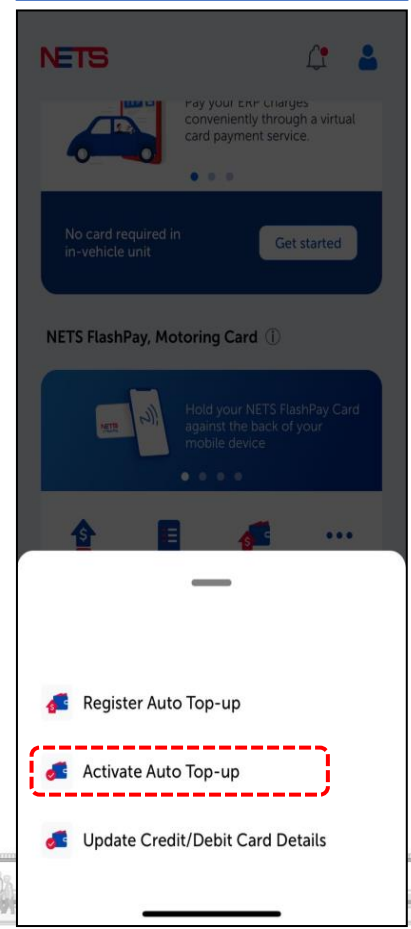 NETS
Pay your ERP charges
conveniently through a virtual
card payment service.
No card required in
in-vehicle unit
Get started
NETS FlashPay, Motoring Card
Hold your NETS FlashPay Card
against the back of your
mobile device
NETS
Register Auto Top-up
Activate Auto Top-up
Update Credit/Debit Card Details